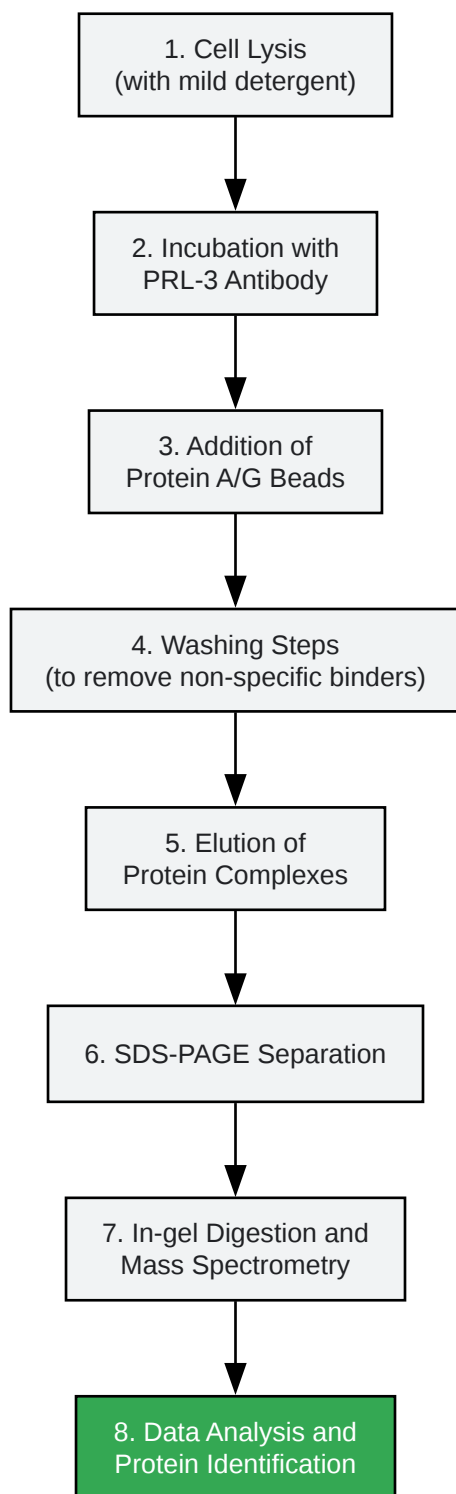 1. Cell Lysis
(with mild detergent)
2. Incubation with
PRL-3 Antibody
3. Addition of
Protein A/G Beads
4. Washing Steps
(to remove non-specific binders)
5. Elution of
Protein Complexes
6. SDS-PAGE Separation
7. In-gel Digestion and
Mass Spectrometry
8. Data Analysis and
Protein Identification